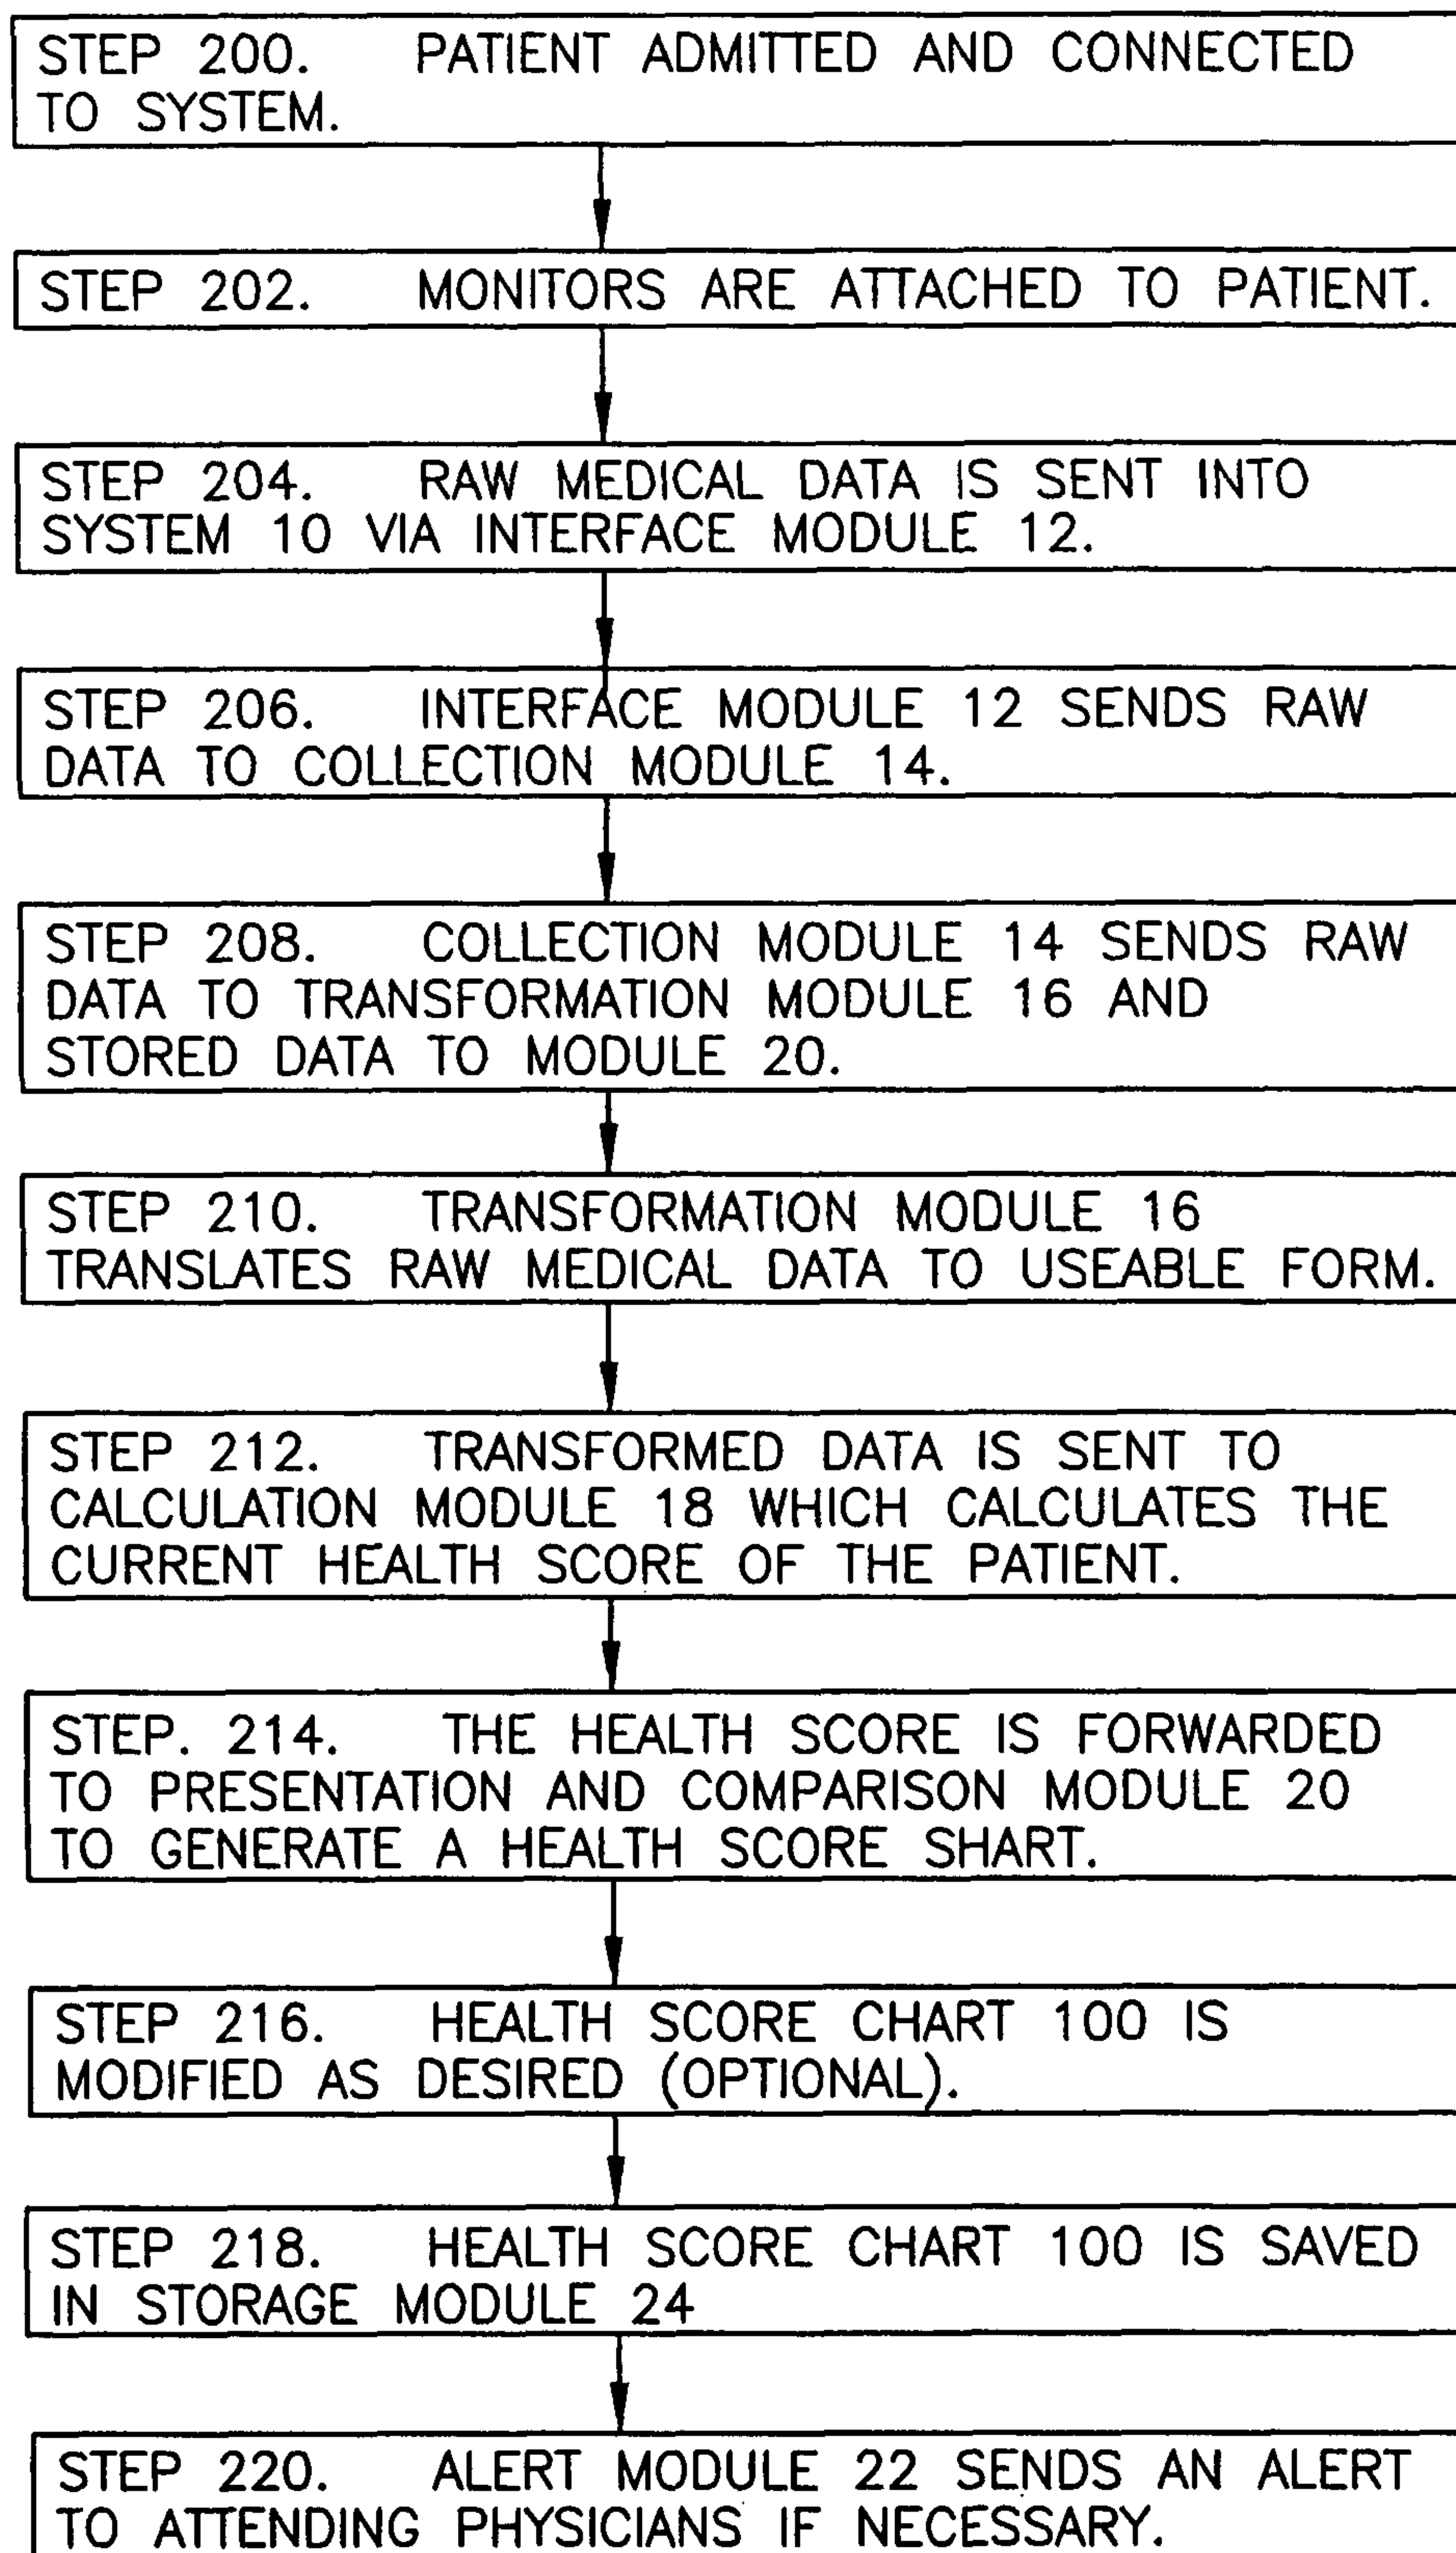 STEP 200. PATIENT ADMITTED AND CONNECTED
TO SYSTEM.
STEP 202. MONITORS ARE ATTACHED TO PATIENT.
STEP 204. RAW MEDICAL DATA IS SENT INTO
SYSTEM 10 VIA INTERFACE MODULE 12.
STEP 206. INTERFACE MODULE 12 SENDS RAW
DATA TO COLLECTION MODULE 14.
STEP 208. COLLECTION MODULE 14 SENDS RAW
DATA TO TRANSFORMATION MODULE 16 AND
STORED DATA TO MODULE 20.
STEP 210. TRANSFORMATION MODULE 16
TRANSLATES RAW MEDICAL DATA TO USEABLE FORM.
STEP 212. TRANSFORMED DATA IS SENT TO
CALCULATION MODULE 18 WHICH CALCULATES THE
CURRENT HEALTH SCORE OF THE PATIENT.
STEP. 214. THE HEALTH SCORE IS FORWARDED
TO PRESENTATION AND COMPARISON MODULE 20
TO GENERATE A HEALTH SCORE SHART.
STEP 216. HEALTH SCORE CHART 100 IS
MODIFIED AS DESIRED (OPTIONAL).
STEP 218. HEALTH SCORE CHART 100 IS SAVED
IN STORAGE MODULE 24
STEP 220. ALERT MODULE 22 SENDS AN ALERT
TO ATTENDING PHYSICIANS IF NECESSARY.